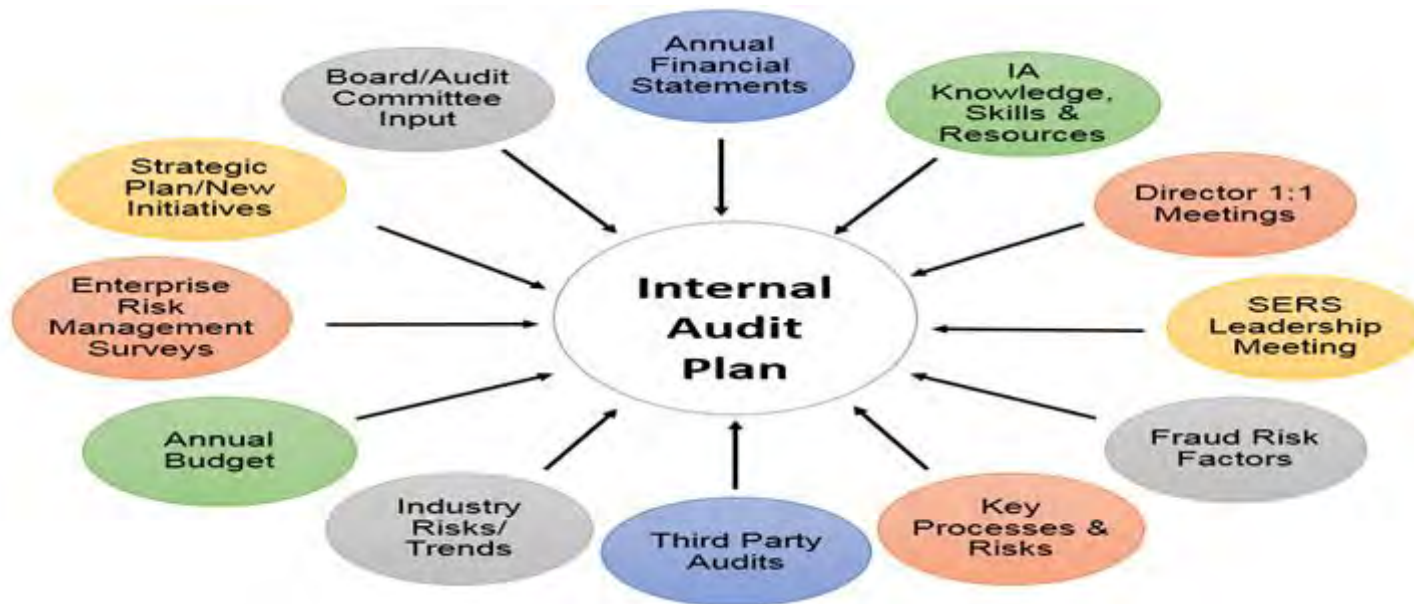 Annual
Financial
Statements
IA
Knowledge,
Skills &
Resources
Director 1:1
Meetings
SERS
Leadership
Meeting
Fraud Risk
Factors
Key
Processes &
Risks
Third Party
Audits
Industry
Risks/
Trends
Annual
Budget
Enterprise
Risk
Management
Surveys
Strategic
Plan/New
Initiatives
Board/Audit
Committee
Input
Internal
Audit
Plan